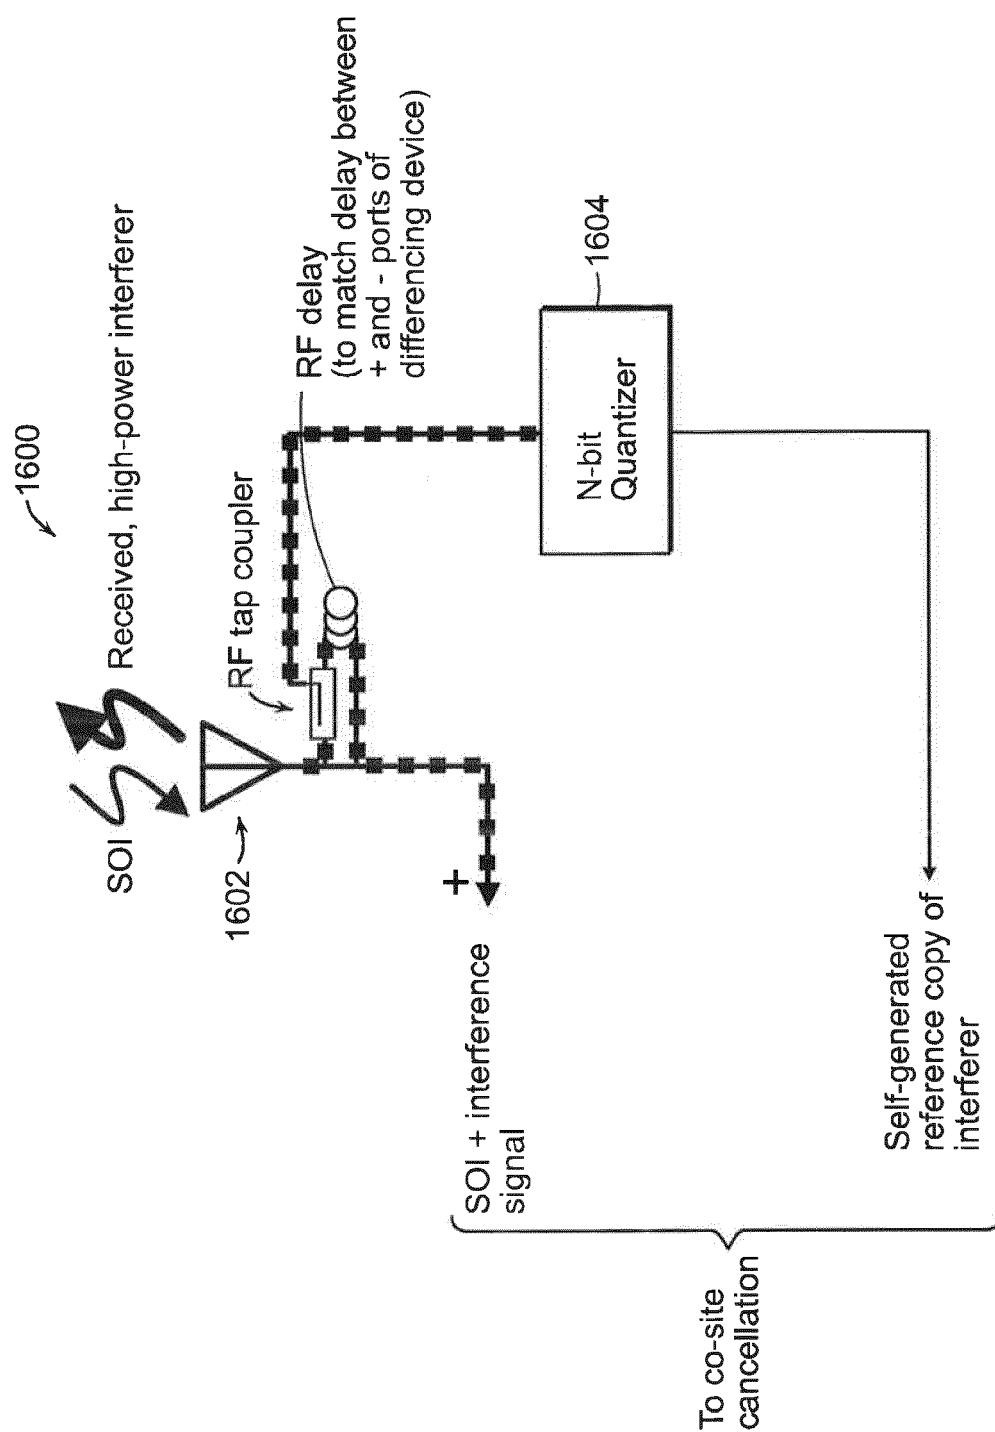 1600
SOI
Received, high-power interferer
1602
RF tap coupler
RF delay
(to match delay between
+ and - ports of
differencing device)
+
SOI + interference
signal
N-bit
Quantizer
1604
Self-generated
reference copy of
interferer
To co-site
cancellation